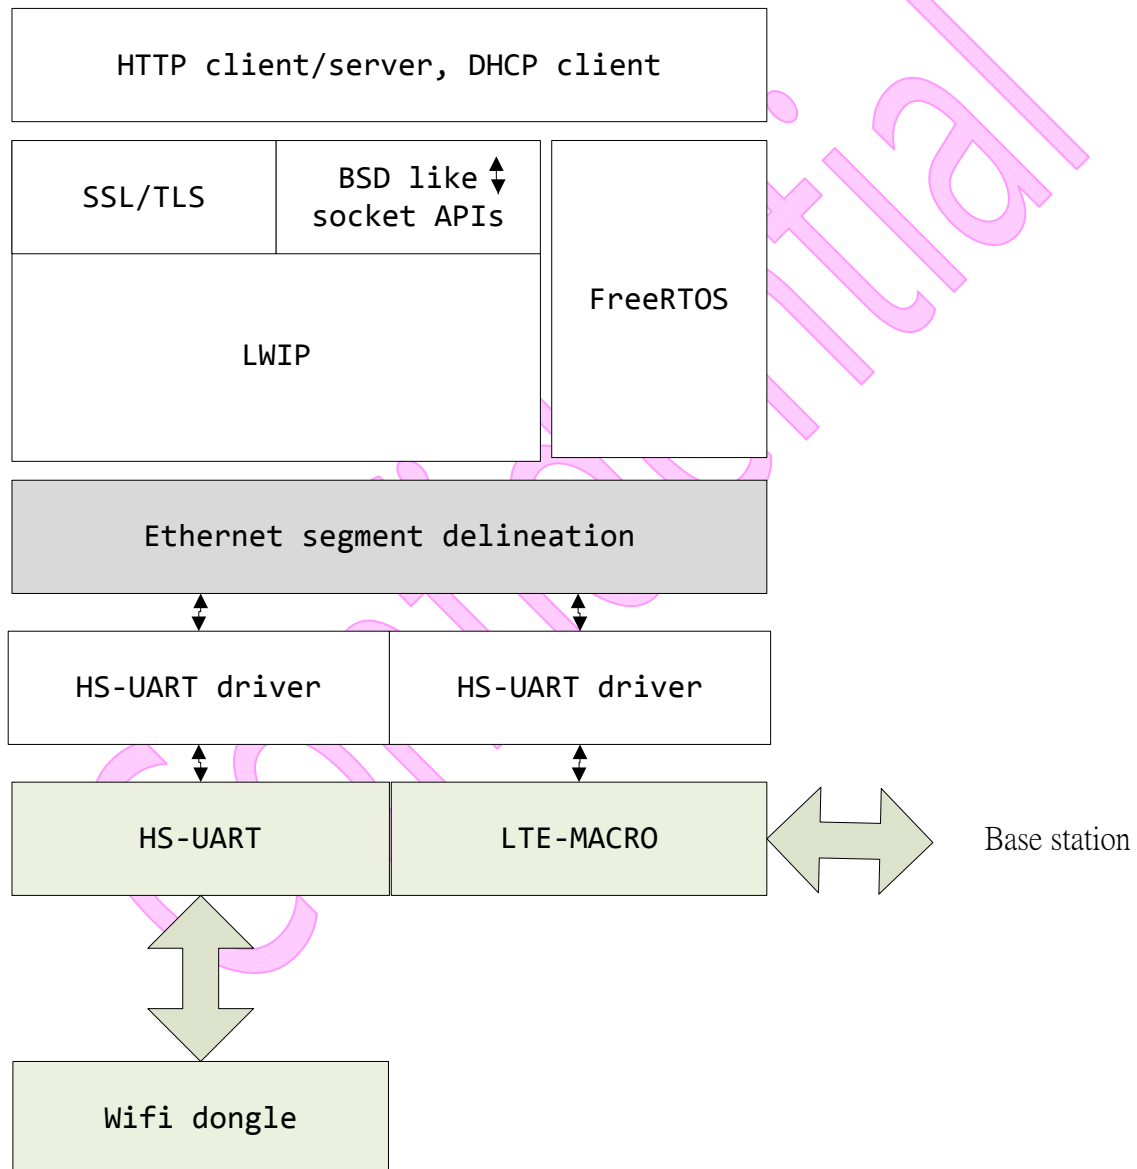 HTTP client/server, DHCP client
SSL/TLS
BSD like
socket APIs
FreeRTOS
LWIP
Ethernet segment delineation
HS-UART driver
HS-UART driver
HS-UART
LTE-MACRO
Base station
Wifi dongle
Confidential